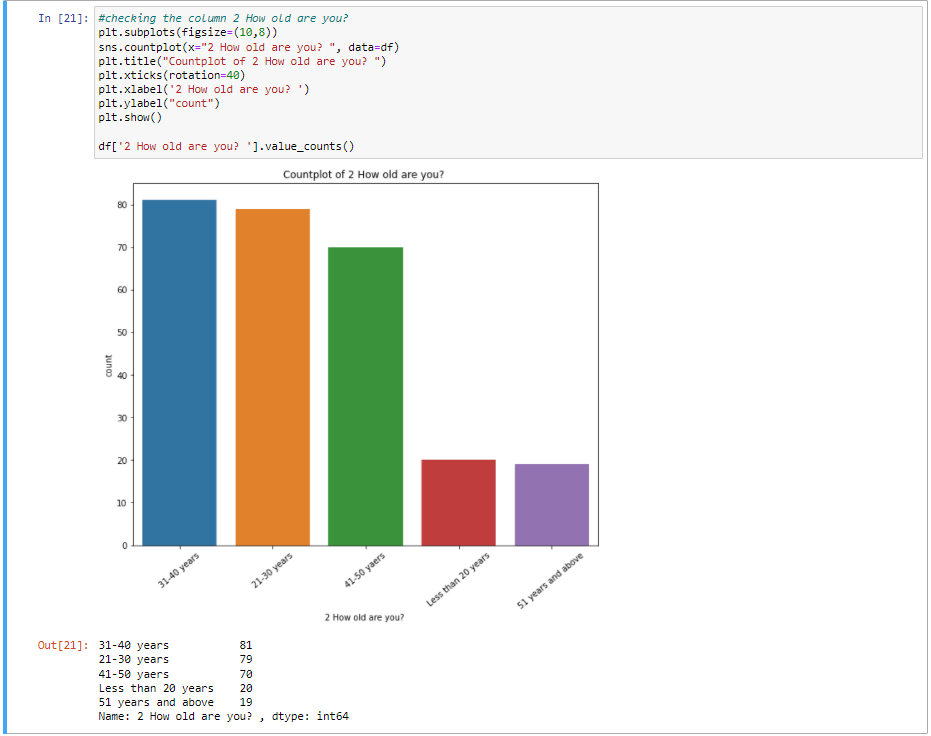 In [21]: #checking the column 2 How old are you?
plt.subplots(figsize=(10,8))
sns.countplot(x="2 How old are you? ", data=df)
plt.title("Countplot of 2 How old are you? ")
plt.xticks(rotation=40)
plt.xlabel('2 How old are you? ')
plt.ylabel("count")
plt.show()
df['2 How old are you? '].value_counts()
Countplot of 2 How old are you?
80
70
60
50
40
30
20
10
0
count
31-40 years
21-30 years
41-50 yaers
Less than 20 years
51 years and above
2 How old are you?
Out[21]: 31-40 years 81
21-30 years 79
41-50 yaers 70
Less than 20 years 20
51 years and above 19
Name: 2 How old are you? , dtype: int64